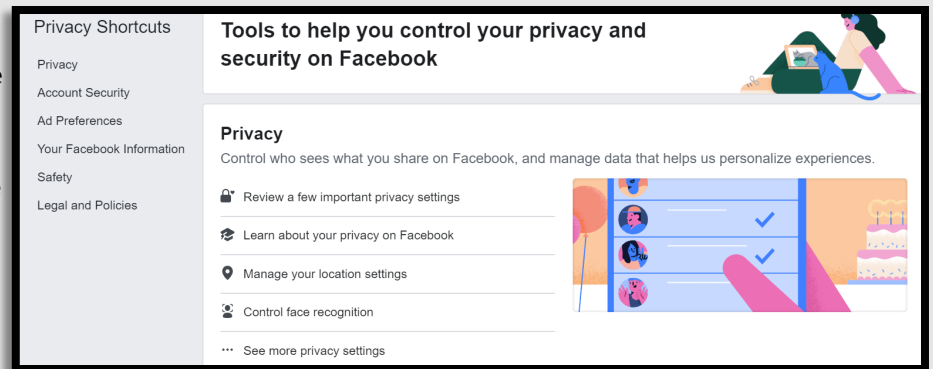 Privacy Shortcuts
Privacy
Account Security
Ad Preferences
Your Facebook Information
Safety
Legal and Policies
Tools to help you control your privacy and
security on Facebook
Privacy
Control who sees what you share on Facebook, and manage data that helps us personalize experiences.
Review a few important privacy settings
Learn about your privacy on Facebook
Manage your location settings
Control face recognition
See more privacy settings